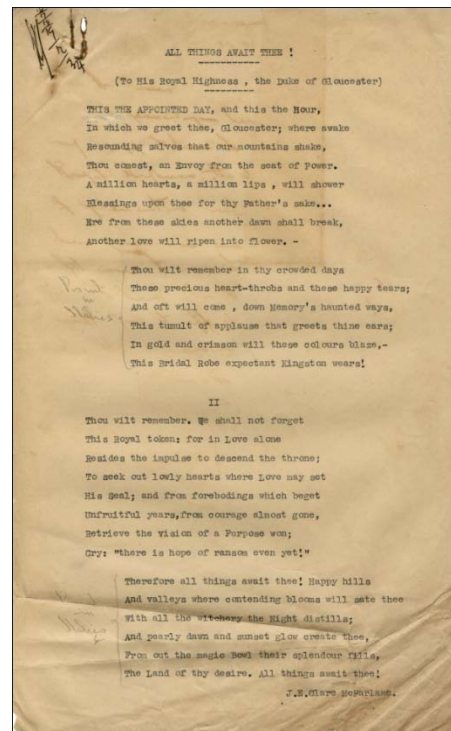 ALL THINGS AWAIT THEE !
(To His Royal Highness , the Duke of Gloucester)
THIS THE APPOINTED DAY, and this the Hour,
In which we greet thee, Gloucester; where awake
Resounding salvos that our mountains shake,
Thou comest, an Envoy from the seat of Power.
A million hearts, a million lips , will shower
Blessings upon thee for thy Father's sake...
Ere from these skies another dawn shall break,
Another love will ripen into flower. -
Thou wilt remember in thy crowded days
These precious heart-throbs and these happy tears;
And oft will come , down Memory's haunted ways,
This tumult of applause that greets thine ears;
In gold and crimson will these colours blaze,-
This Bridal Robe expectant Kingston wears!
II
Thou wilt remember. We shall not forget
This Royal token: for in Love alone
Resides the impulse to descend the throne;
To seek out lowly hearts where Love may set
His Seal; and from forebodings which beget
Unfruitful years,from courage almost gone,
Retrieve the vision of a Purpose won;
Cry: "there is hope of ransom even yet!"
Therefore all things await thee! Happy hills
And valleys where contending blooms will sate thee
With all the witchery the Night distills;
And pearly dawn and sunset glow create thee,
From out the magic Bowl their splendour fills,
The Land of thy desire. All things await thee!
J.E.Clare McFarlane.